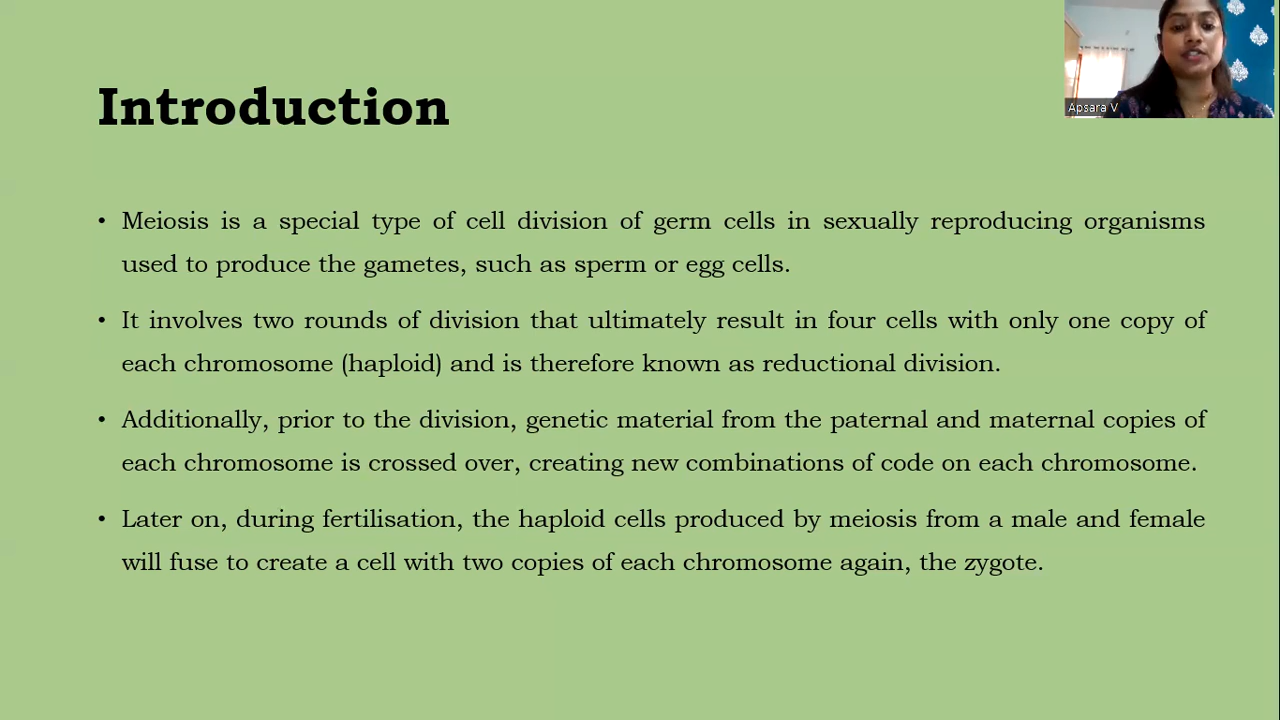 Introduction
Apsara V
• Meiosis is a special type of cell division of germ cells in sexually reproducing organisms
used to produce the gametes, such as sperm or egg cells.
• It involves two rounds of division that ultimately result in four cells with only one copy of
each chromosome (haploid) and is therefore known as reductional division.
• Additionally, prior to the division, genetic material from the paternal and maternal copies of
each chromosome is crossed over, creating new combinations of code on each chromosome.
• Later on, during fertilisation, the haploid cells produced by meiosis from a male and female
will fuse to create a cell with two copies of each chromosome again, the zygote.